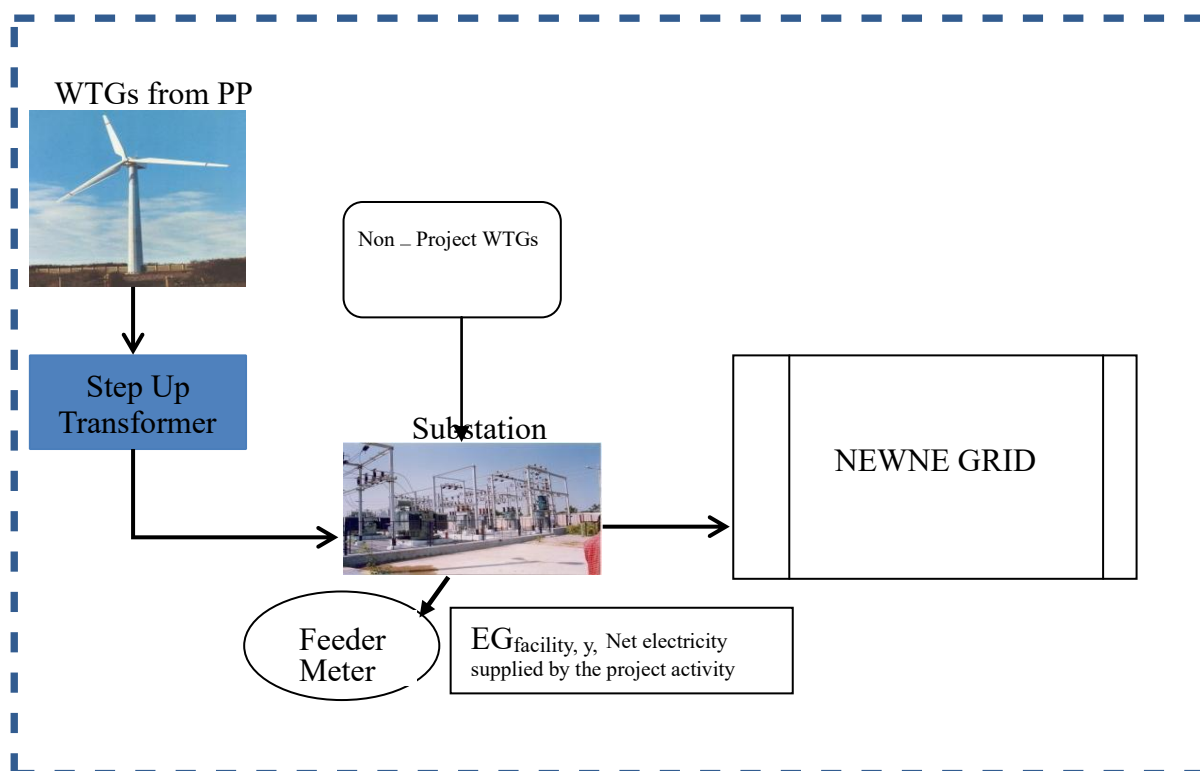 WTGs from PP
Non – Project WTGs
Step Up
Transformer
Substation
NEWNE GRID
Feeder
Meter
EGfacility, y, Net electricity
supplied by the project activity